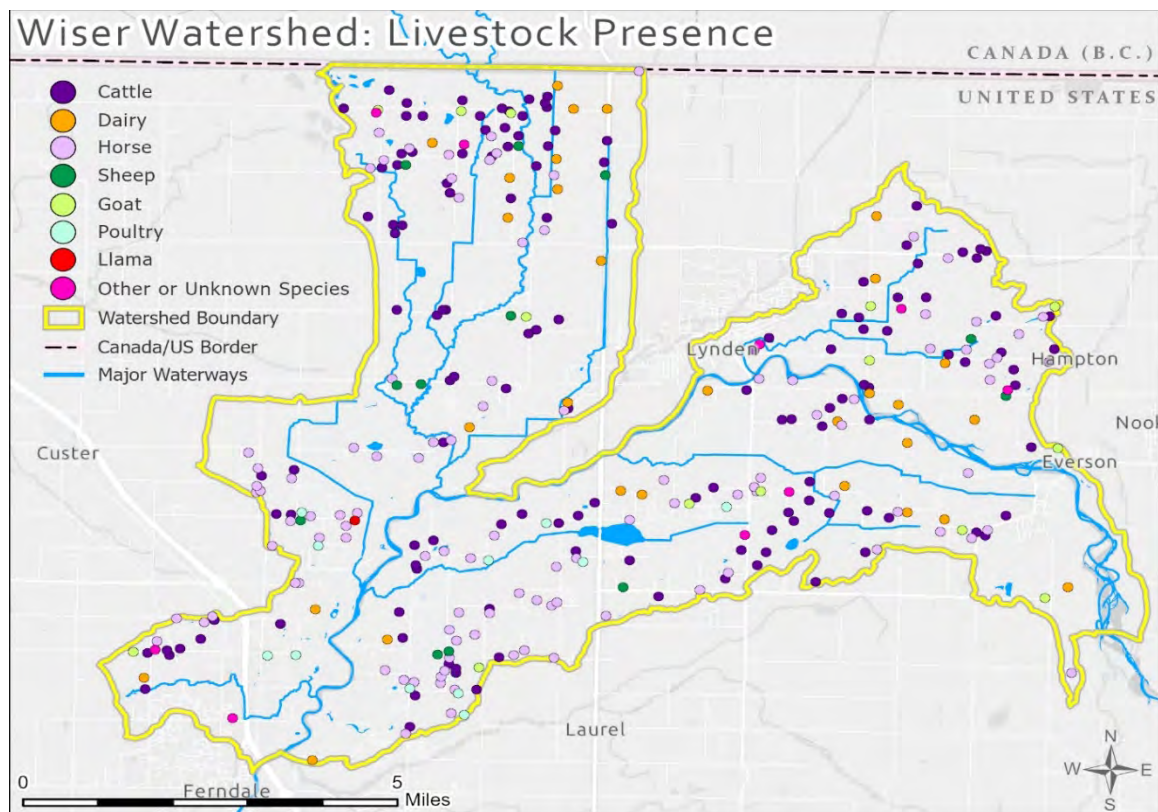 Wiser Watershed: Livestock Presence
CANADA (B.C.)
UNITED STATES
Cattle
Dairy
Horse
Sheep
Goat
Poultry
Llama
Other or Unknown Species
Watershed Boundary
Canada/US Border
Major Waterways
Lynden
Hampton
Custer
Nook
Everson
Laurel
Ferndale
0 5
Miles
N
W E
S